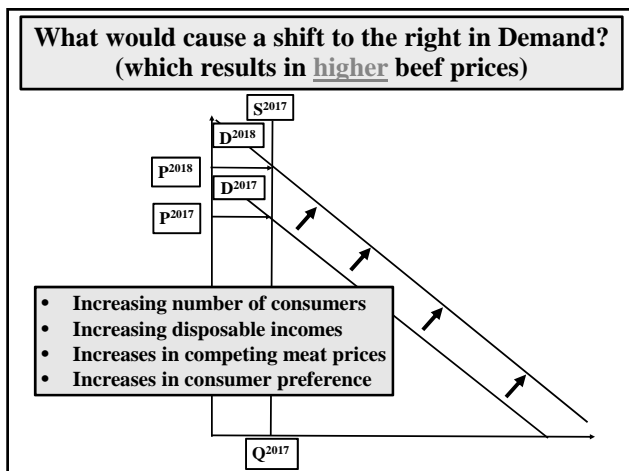 What would cause a shift to the right in Demand?
(which results in higher beef prices)
S2017
D2018
P2018
D2017
P2017
• Increasing number of consumers
• Increasing disposable incomes
• Increases in competing meat prices
• Increases in consumer preference
Q2017